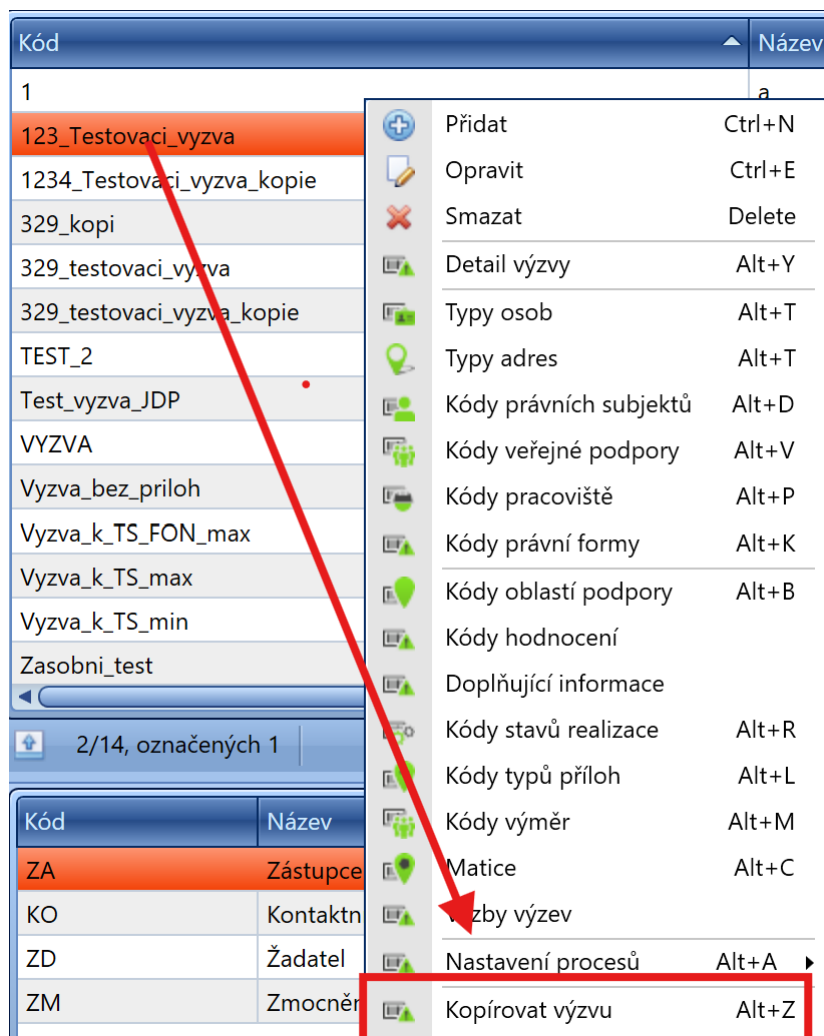 Kód Název
1 a
123_Testovaci_vyzva
1234_Testovaci_vyzva_kopie
329_kopi
329_testovaci_vyzva
329_testovaci_vyzva_kopie
TEST_2
Test_vyzva_JDP
VYZVA
Vyzva_bez_priloh
Vyzva_k_TS_FON_max
Vyzva_k_TS_max
Vyzva_k_TS_min
Zasobni_test
2/14, označených 1
Kód Název
ZA Zástupce
KO Kontaktn
ZD Žadatel
ZM Zmocněn
Přidat Ctrl+N
Opravit Ctrl+E
Smazat Delete
Detail výzvy Alt+Y
Typy osob Alt+T
Typy adres Alt+T
Kódy právních subjektů Alt+D
Kódy veřejné podpory Alt+V
Kódy pracoviště Alt+P
Kódy právní formy Alt+K
Kódy oblastí podpory Alt+B
Kódy hodnocení
Doplňující informace
Kódy stavů realizace Alt+R
Kódy typů příloh Alt+L
Kódy výměr Alt+M
Matice Alt+C
výzev
Nastavení procesů Alt+A
Kopírovat výzvu Alt+Z